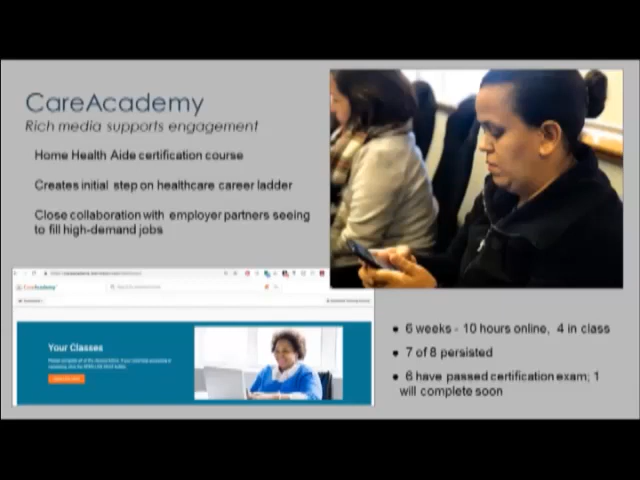 CareAcademy
Rich media supports engagement
Home Health Aide certification course
Creates initial step on healthcare career ladder
Close collaboration with employer partners seeing
to fill high-demand jobs
CareAcademy
Your Classes
● 6 weeks - 10 hours online, 4 in class
● 7 of 8 persisted
● 6 have passed certification exam; 1
will complete soon